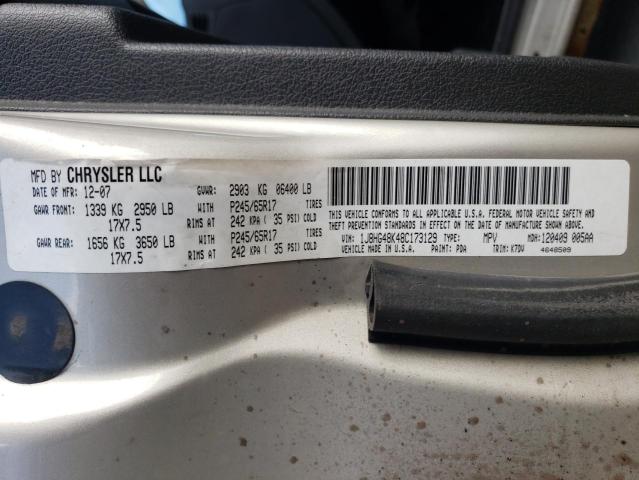 MFD BY CHRYSLER LLC
DATE OF MFR: 12-07 GVWR: 2903 KG 06400 LB
GAWR FRONT: 1339 KG 2950 LB WITH P245/65R17 TIRES
17X7.5 RIMS AT 242 KPA ( 35 PSI) COLD
GAWR REAR: 1656 KG 3650 LB WITH P245/65R17 TIRES
17X7.5 RIMS AT 242 KPA ( 35 PSI) COLD
THIS VEHICLE CONFORMS TO ALL APPLICABLE U.S.A. FEDERAL MOTOR VEHICLE SAFETY AND
THEFT PREVENTION STANDARDS IN EFFECT ON THE DATE OF MANUFACTURE SHOWN ABOVE.
VIN: 1J8HG48K48C173129 TYPE: MPV MDH: 120409 005AA
VEHICLE MADE IN U.S.A. PAINT: PDA TRIM: K7DV 4648509